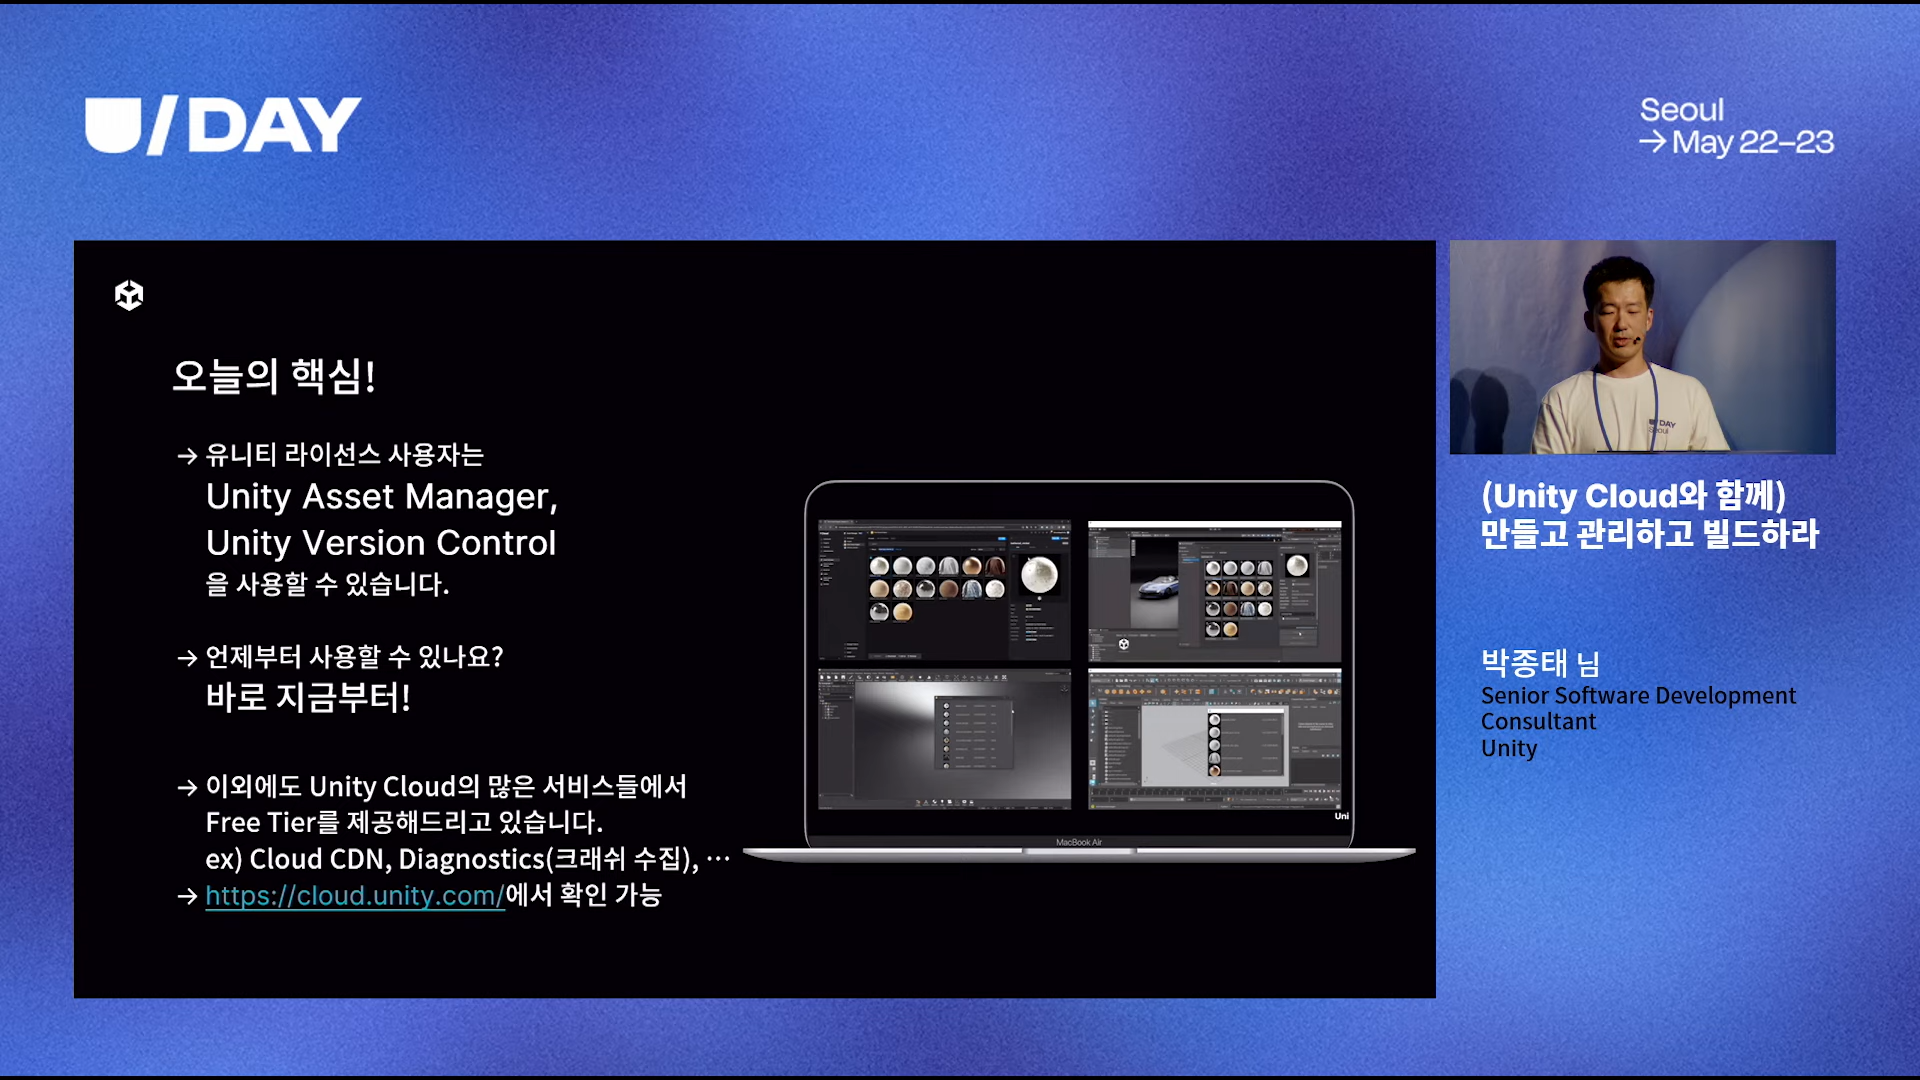 U/DAY
Seoul
→ May 22–23
오늘의 핵심!
→ 유니티 라이선스 사용자는
Unity Asset Manager,
Unity Version Control
을 사용할 수 있습니다.
→ 언제부터 사용할 수 있나요?
바로 지금부터!
→ 이외에도 Unity Cloud의 많은 서비스들에서
Free Tier를 제공해드리고 있습니다.
ex) Cloud CDN, Diagnostics(크래쉬 수집), …
→ https://cloud.unity.com/에서 확인 가능
Uni
MacBook Air
U/DAY
Seoul
(Unity Cloud와 함께)
만들고 관리하고 빌드하라
박종태 님
Senior Software Development
Consultant
Unity